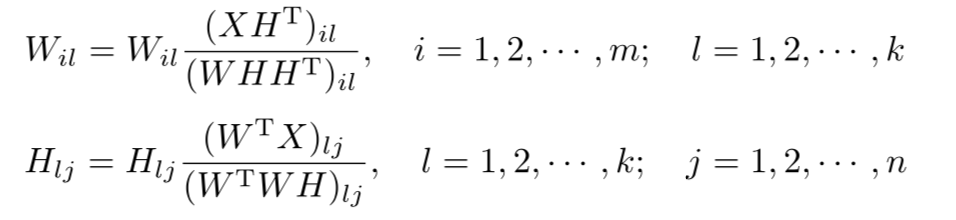 W_{il} = W_{il} \frac{(XH^{\mathrm{T}})_{il}}{(WHH^{\mathrm{T}})_{il}}, \quad i = 1, 2, \cdots, m; \quad l = 1, 2, \cdots, k
H_{lj} = H_{lj} \frac{(W^{\mathrm{T}}X)_{lj}}{(W^{\mathrm{T}}WH)_{lj}}, \quad l = 1, 2, \cdots, k; \quad j = 1, 2, \cdots, n